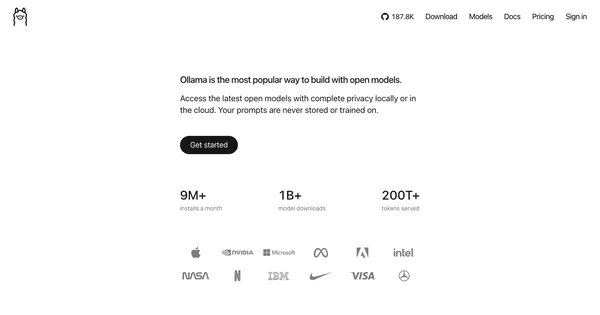 187.8K Download Models Docs Pricing Sign in
Ollama is the most popular way to build with open models.
Access the latest open models with complete privacy locally or in
the cloud. Your prompts are never stored or trained on.
Get started
9M+ 1B+ 200T+
installs a month model downloads tokens served
NVIDIA Microsoft intel
NASA N IBM VISA